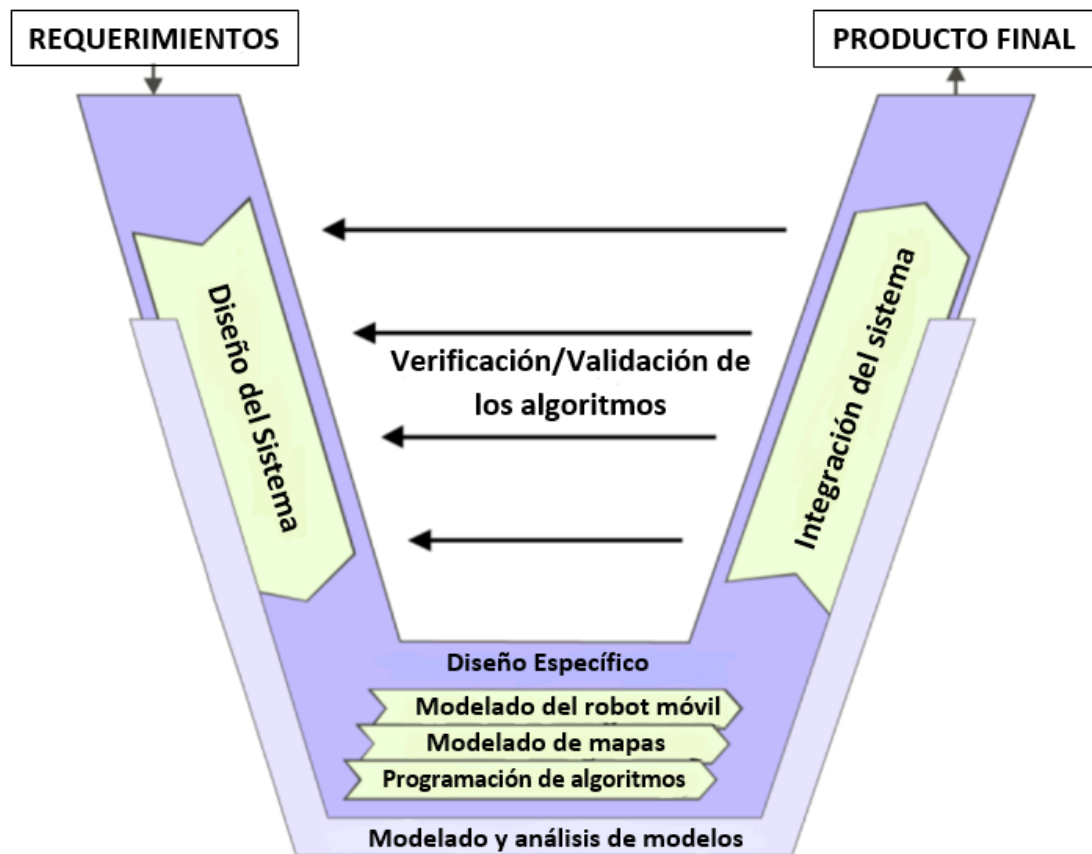 REQUERIMIENTOS
PRODUCTO FINAL
Diseño del Sistema
Verificación/Validación de
los algoritmos
Integración del sistema
Diseño Específico
Modelado del robot móvil
Modelado de mapas
Programación de algoritmos
Modelado y análisis de modelos